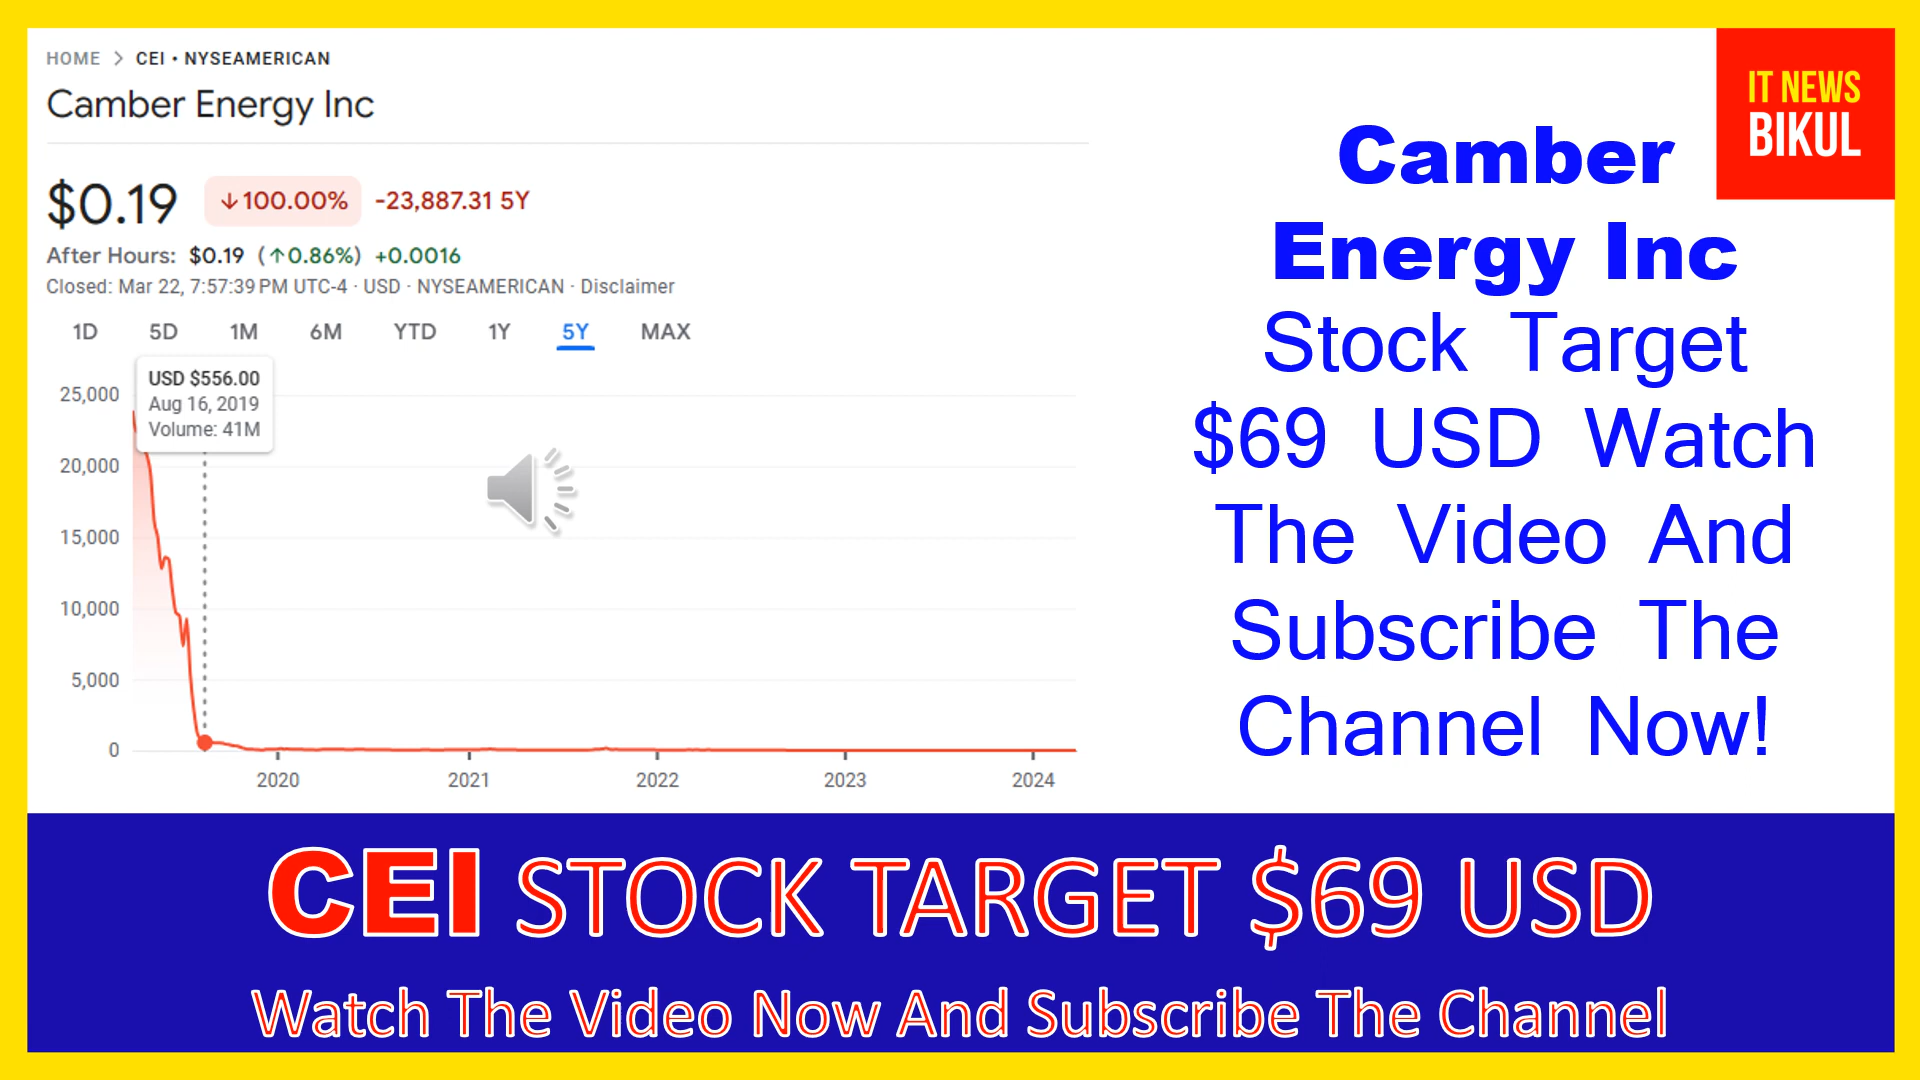 HOME > CEI • NYSEAMERICAN
Camber Energy Inc
$0.19 ↓100.00% -23,887.31 5Y
After Hours: $0.19 (↑0.86%) +0.0016
Closed: Mar 22, 7:57:39 PM UTC-4 · USD · NYSEAMERICAN · Disclaimer
1D 5D 1M 6M YTD 1Y 5Y MAX
USD $556.00
Aug 16, 2019
Volume: 41M
25,000
20,000
15,000
10,000
5,000
0
2020 2021 2022 2023 2024
IT NEWS
BIKUL
Camber
Energy Inc
Stock Target
$69 USD Watch
The Video And
Subscribe The
Channel Now!
CEI STOCK TARGET $69 USD
Watch The Video Now And Subscribe The Channel